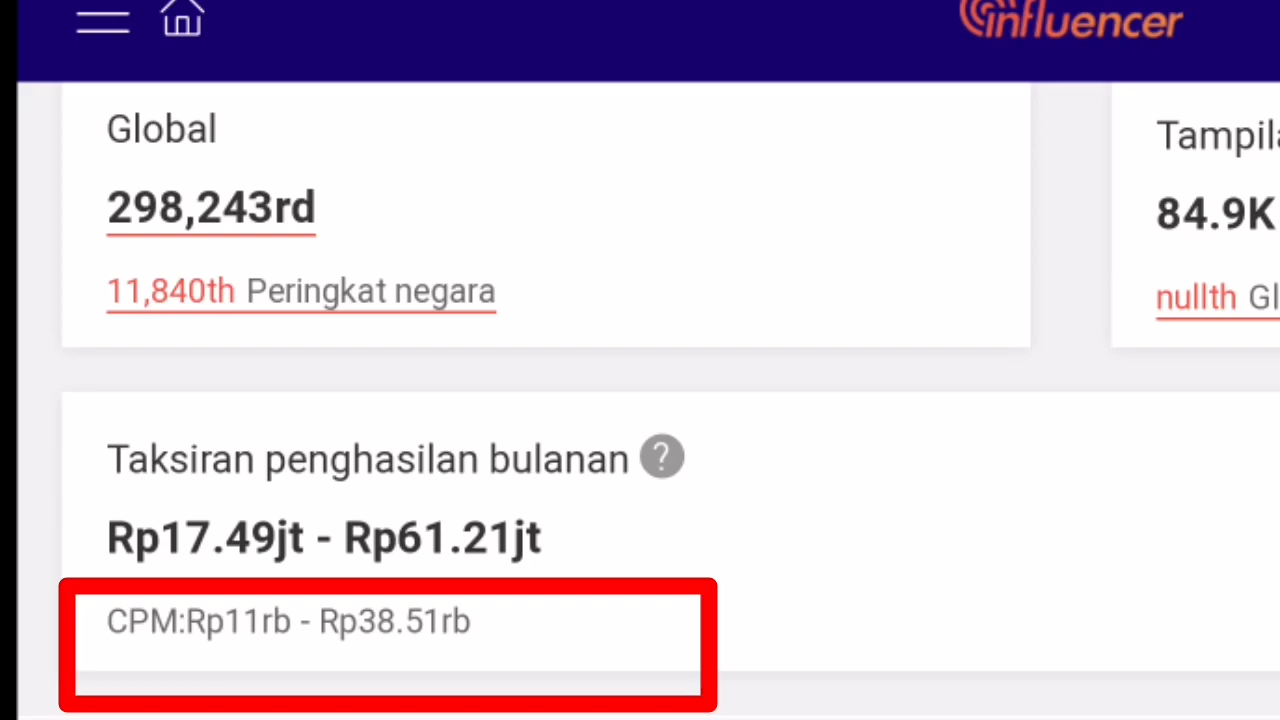 influencer
Global
298,243rd
11,840th Peringkat negara
84.9K
nullth
Taksiran penghasilan bulanan ?
Rp17.49jt - Rp61.21jt
CPM:Rp11rb - Rp38.51rb